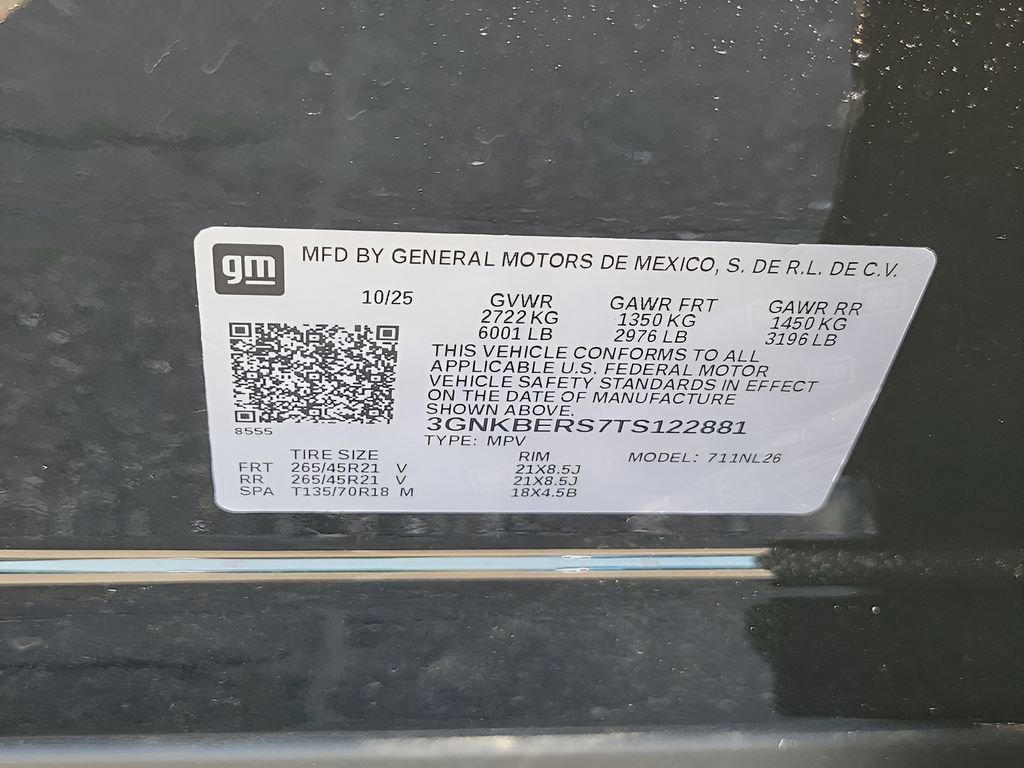 gm
MFD BY GENERAL MOTORS DE MEXICO, S. DE R.L. DE C.V.
10/25 GVWR GAWR FRT GAWR RR
2722 KG 1350 KG 1450 KG
6001 LB 2976 LB 3196 LB
THIS VEHICLE CONFORMS TO ALL
APPLICABLE U.S. FEDERAL MOTOR
VEHICLE SAFETY STANDARDS IN EFFECT
ON THE DATE OF MANUFACTURE
SHOWN ABOVE.
8555
3GNKBERS7TS122881
TYPE: MPV
TIRE SIZE RIM MODEL: 711NL26
FRT 265/45R21 V 21X8.5J
RR 265/45R21 V 21X8.5J
SPA T135/70R18 M 18X4.5B